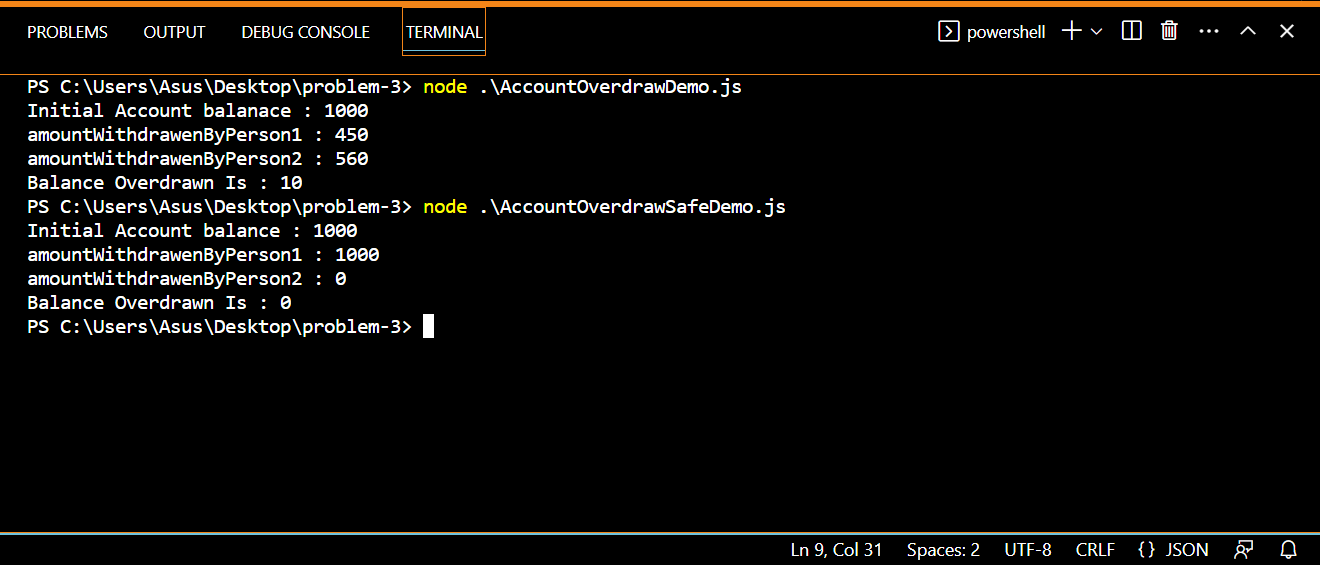 PROBLEMS OUTPUT DEBUG CONSOLE TERMINAL powershell
PS C:\Users\Asus\Desktop\problem-3> node .\AccountOverdrawDemo.js
Initial Account balanace : 1000
amountWithdrawenByPerson1 : 450
amountWithdrawenByPerson2 : 560
Balance Overdrawn Is : 10
PS C:\Users\Asus\Desktop\problem-3> node .\AccountOverdrawSafeDemo.js
Initial Account balance : 1000
amountWithdrawenByPerson1 : 1000
amountWithdrawenByPerson2 : 0
Balance Overdrawn Is : 0
PS C:\Users\Asus\Desktop\problem-3>
Ln 9, Col 31 Spaces: 2 UTF-8 CRLF {} JSON